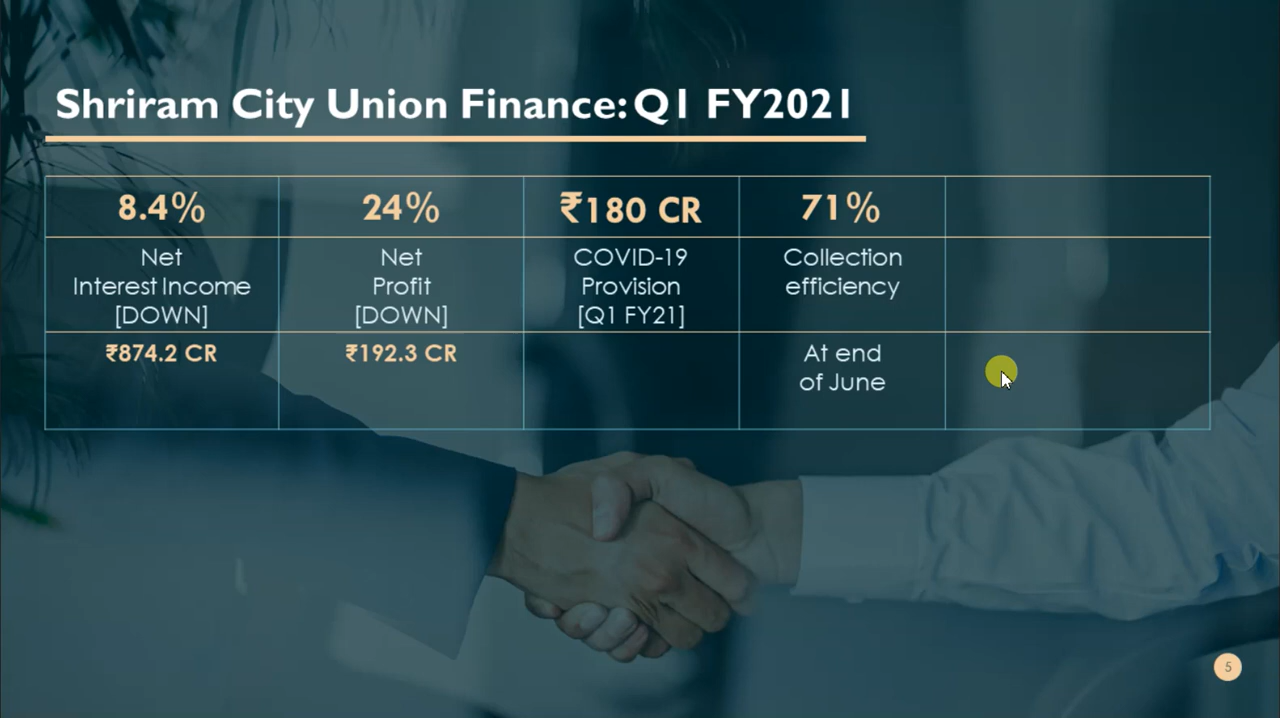 Shriram City Union Finance: Q1 FY2021
8.4%
24%
₹180 CR
71%
Net
Interest Income
[DOWN]
Net
Profit
[DOWN]
COVID-19
Provision
[Q1 FY21]
Collection
efficiency
₹874.2 CR
₹192.3 CR
At end
of June
5